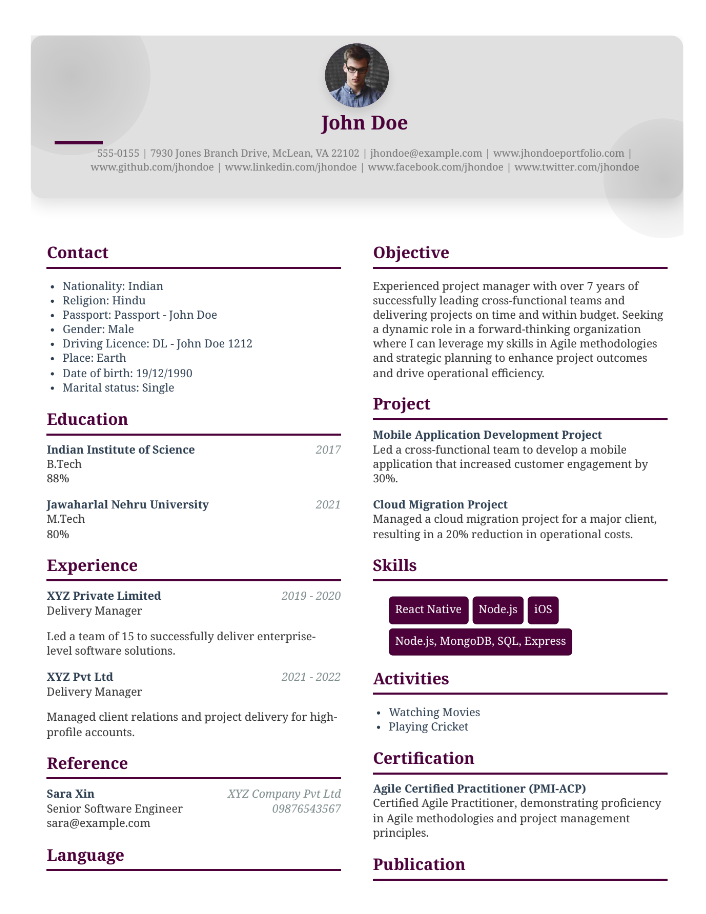 John Doe
555-0155 | 7930 Jones Branch Drive, McLean, VA 22102 | jhondoe@example.com | www.jhondoeportfolio.com |
www.github.com/jhondoe | www.linkedin.com/jhondoe | www.facebook.com/jhondoe | www.twitter.com/jhondoe
Contact
• Nationality: Indian
• Religion: Hindu
• Passport: Passport - John Doe
• Gender: Male
• Driving Licence: DL - John Doe 1212
• Place: Earth
• Date of birth: 19/12/1990
• Marital status: Single
Education
Indian Institute of Science 2017
B.Tech
88%
Jawaharlal Nehru University 2021
M.Tech
80%
Experience
XYZ Private Limited 2019 - 2020
Delivery Manager
Led a team of 15 to successfully deliver enterprise-
level software solutions.
XYZ Pvt Ltd 2021 - 2022
Delivery Manager
Managed client relations and project delivery for high-
profile accounts.
Reference
Sara Xin XYZ Company Pvt Ltd
Senior Software Engineer 09876543567
sara@example.com
Language
Objective
Experienced project manager with over 7 years of
successfully leading cross-functional teams and
delivering projects on time and within budget. Seeking
a dynamic role in a forward-thinking organization
where I can leverage my skills in Agile methodologies
and strategic planning to enhance project outcomes
and drive operational efficiency.
Project
Mobile Application Development Project
Led a cross-functional team to develop a mobile
application that increased customer engagement by
30%.
Cloud Migration Project
Managed a cloud migration project for a major client,
resulting in a 20% reduction in operational costs.
Skills
React Native Node.js iOS
Node.js, MongoDB, SQL, Express
Activities
• Watching Movies
• Playing Cricket
Certification
Agile Certified Practitioner (PMI-ACP)
Certified Agile Practitioner, demonstrating proficiency
in Agile methodologies and project management
principles.
Publication